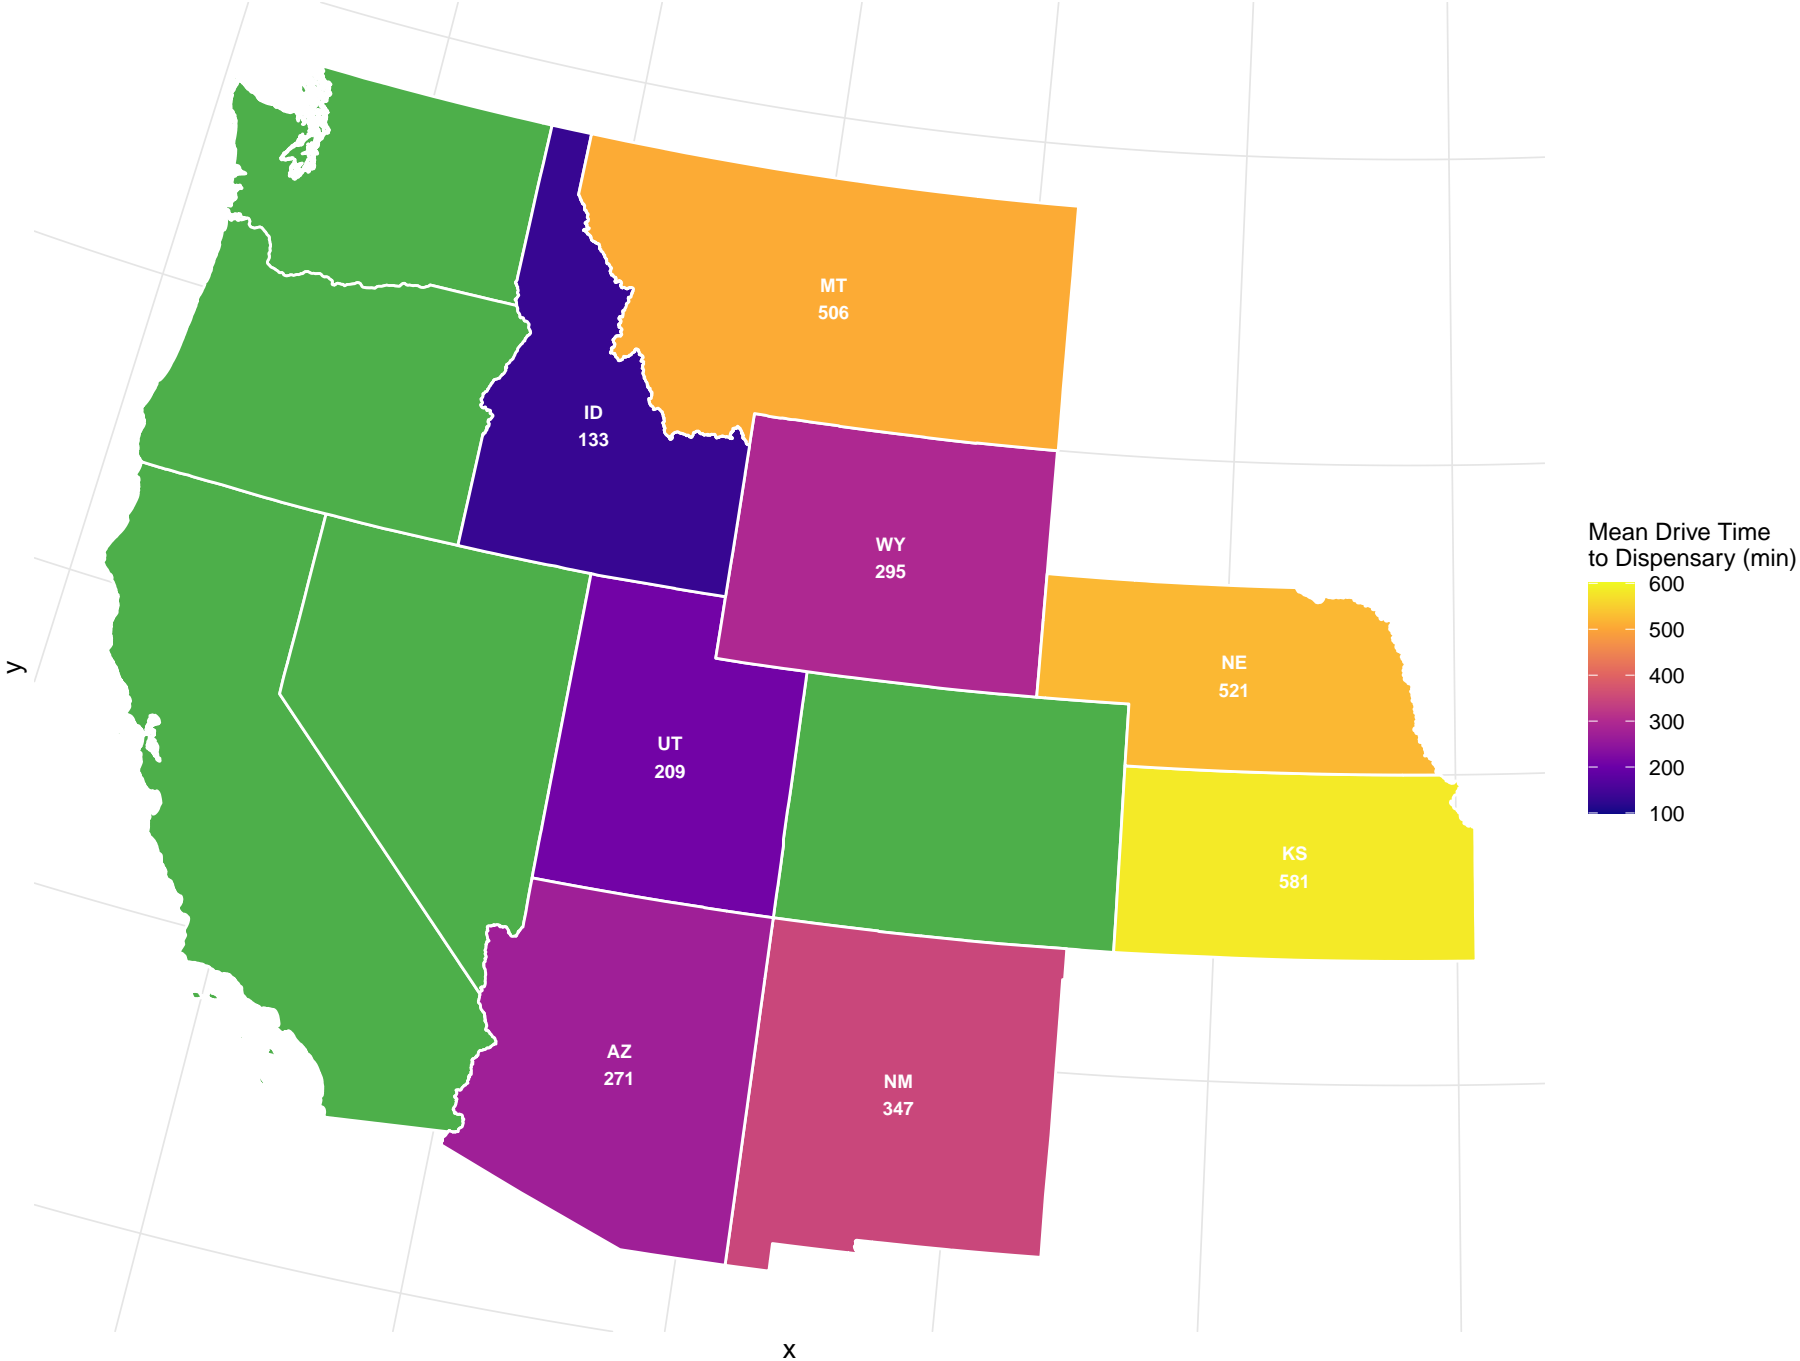 MT
506
ID
133
WY
295
NE
521
UT
209
KS
581
AZ
271
NM
347
Mean Drive Time
to Dispensary (min)
600
500
400
300
200
100
y
x